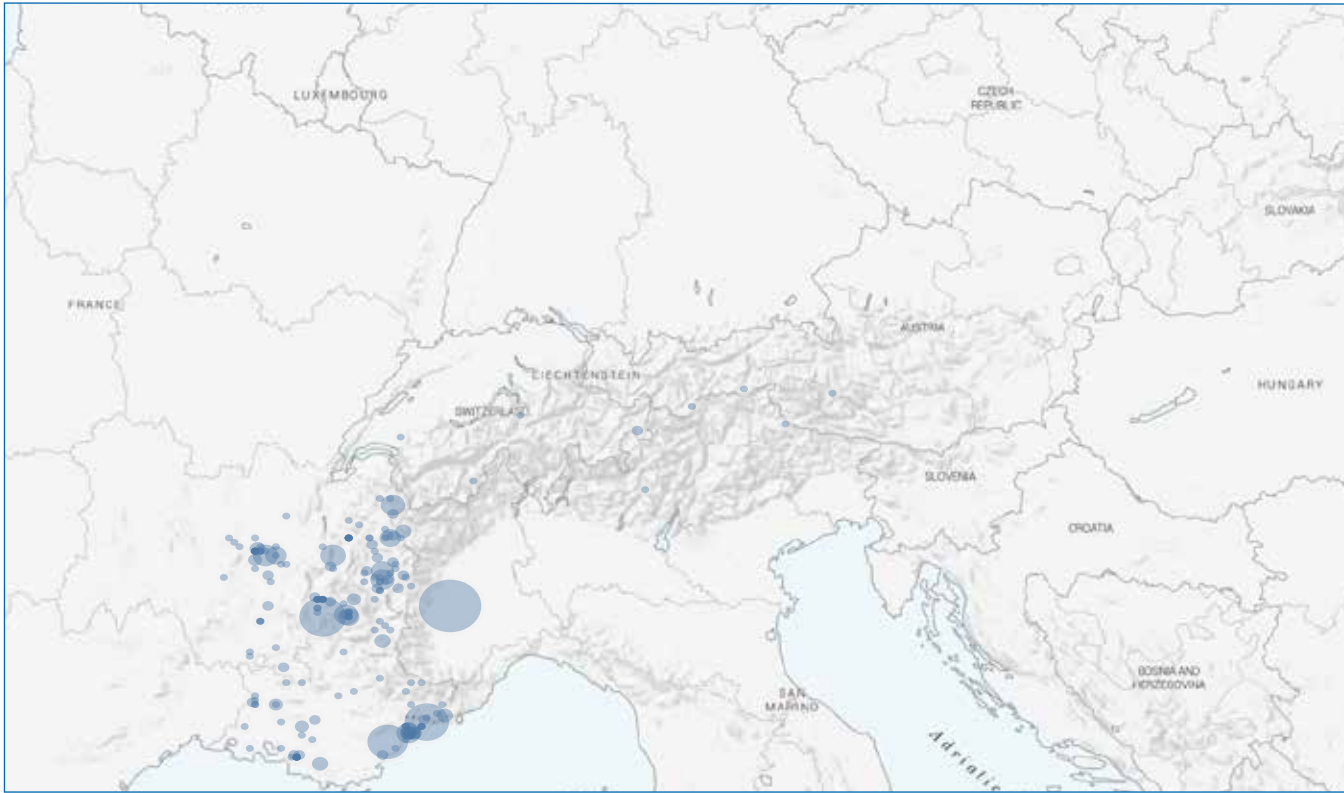 LUXEMBOURG
CZECH
REPUBLIC
SLOVAKIA
FRANCE
AUSTRIA
LIECHTENSTEIN
HUNGARY
SWITZERLAND
SLOVENIA
CROATIA
BOSNIA AND
HERZEGOVINA
SAN
MARINO
Adriatic